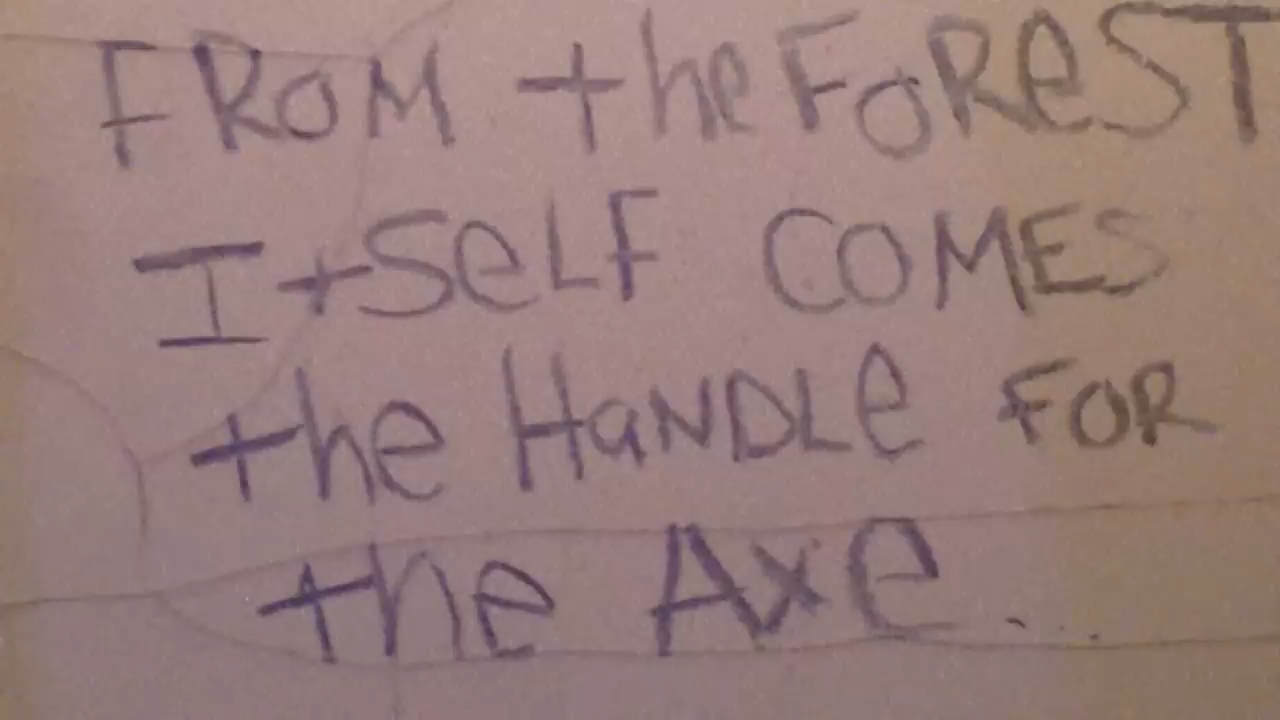 FROM the FOReST
ItSeLF COMES
the HaNDLe FOR
the Axe...